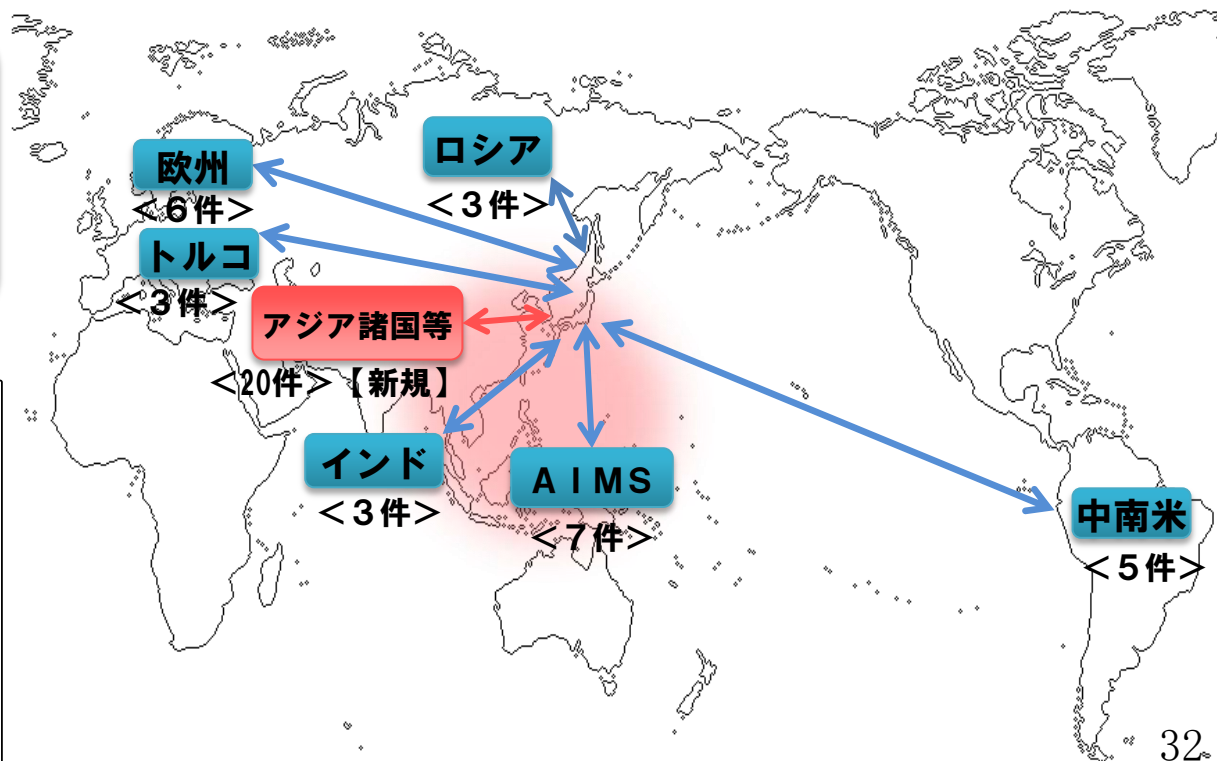 ロシア
<３件>
欧州
<６件>
トルコ
<３件>
アジア諸国等
<20件>【新規】
インド
<３件>
ＡＩＭＳ
<７件>
中南米
<５件>
32